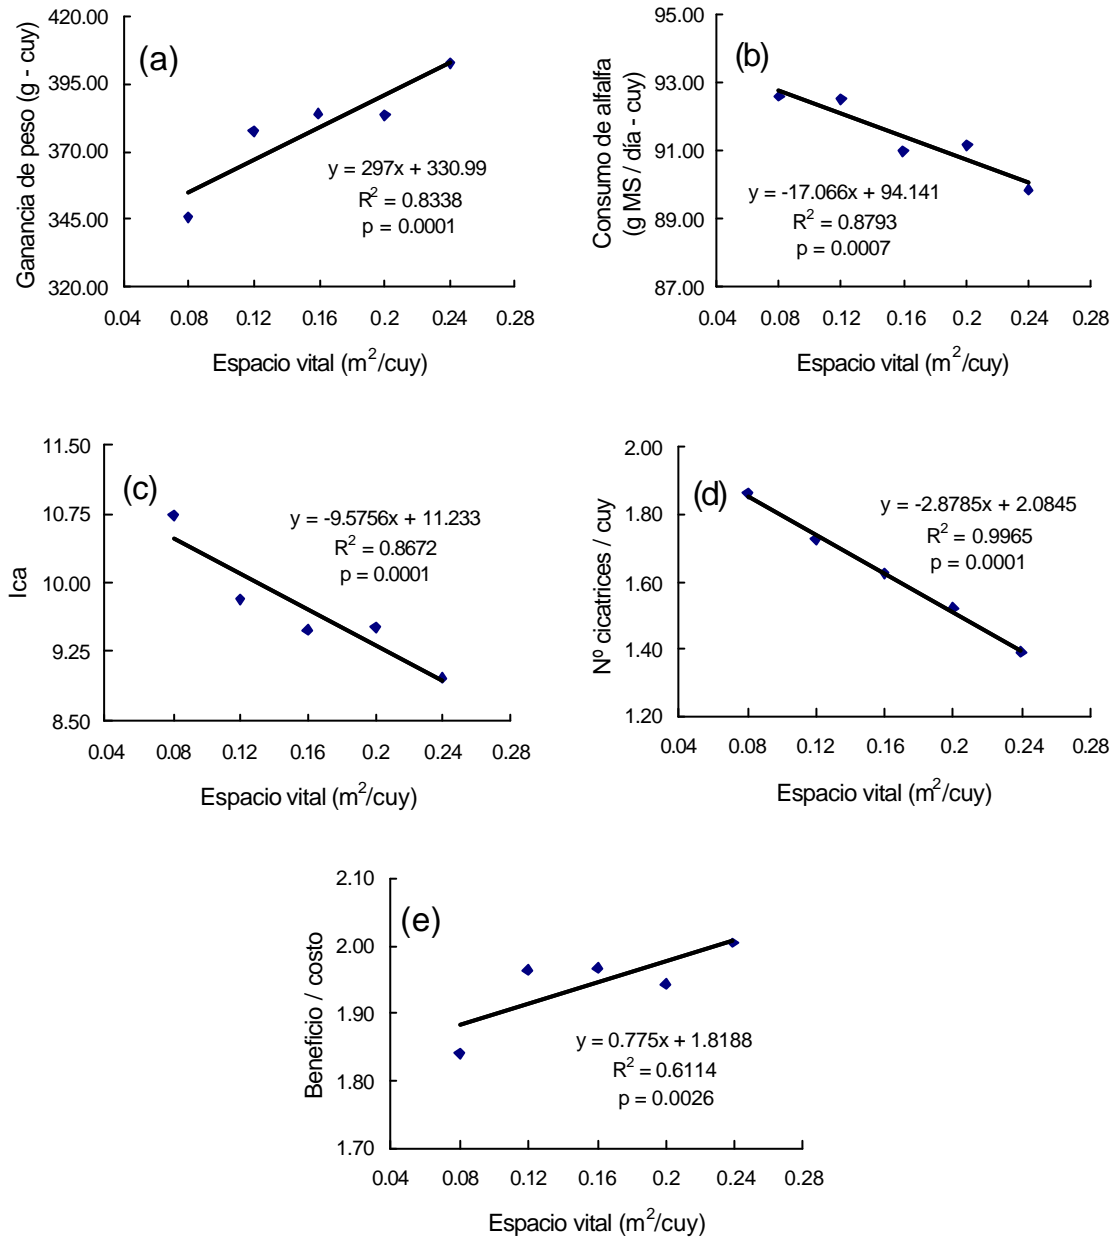 Ganancia de peso (g - cuy)
420.00
395.00
370.00
345.00
320.00
(a)
y = 297x + 330.99
R² = 0.8338
p = 0.0001
0.04 0.08 0.12 0.16 0.2 0.24 0.28
Espacio vital (m²/cuy)
Consumo de alfalfa
(g MS / día - cuy)
95.00
93.00
91.00
89.00
87.00
(b)
y = -17.066x + 94.141
R² = 0.8793
p = 0.0007
0.04 0.08 0.12 0.16 0.2 0.24 0.28
Espacio vital (m²/cuy)
Ica
11.50
10.75
10.00
9.25
8.50
(c)
y = -9.5756x + 11.233
R² = 0.8672
p = 0.0001
0.04 0.08 0.12 0.16 0.2 0.24 0.28
Espacio vital (m²/cuy)
Nº cicatrices / cuy
2.00
1.80
1.60
1.40
1.20
(d)
y = -2.8785x + 2.0845
R² = 0.9965
p = 0.0001
0.04 0.08 0.12 0.16 0.2 0.24 0.28
Espacio vital (m²/cuy)
Beneficio / costo
2.10
2.00
1.90
1.80
1.70
(e)
y = 0.775x + 1.8188
R² = 0.6114
p = 0.0026
0.04 0.08 0.12 0.16 0.2 0.24 0.28
Espacio vital (m²/cuy)